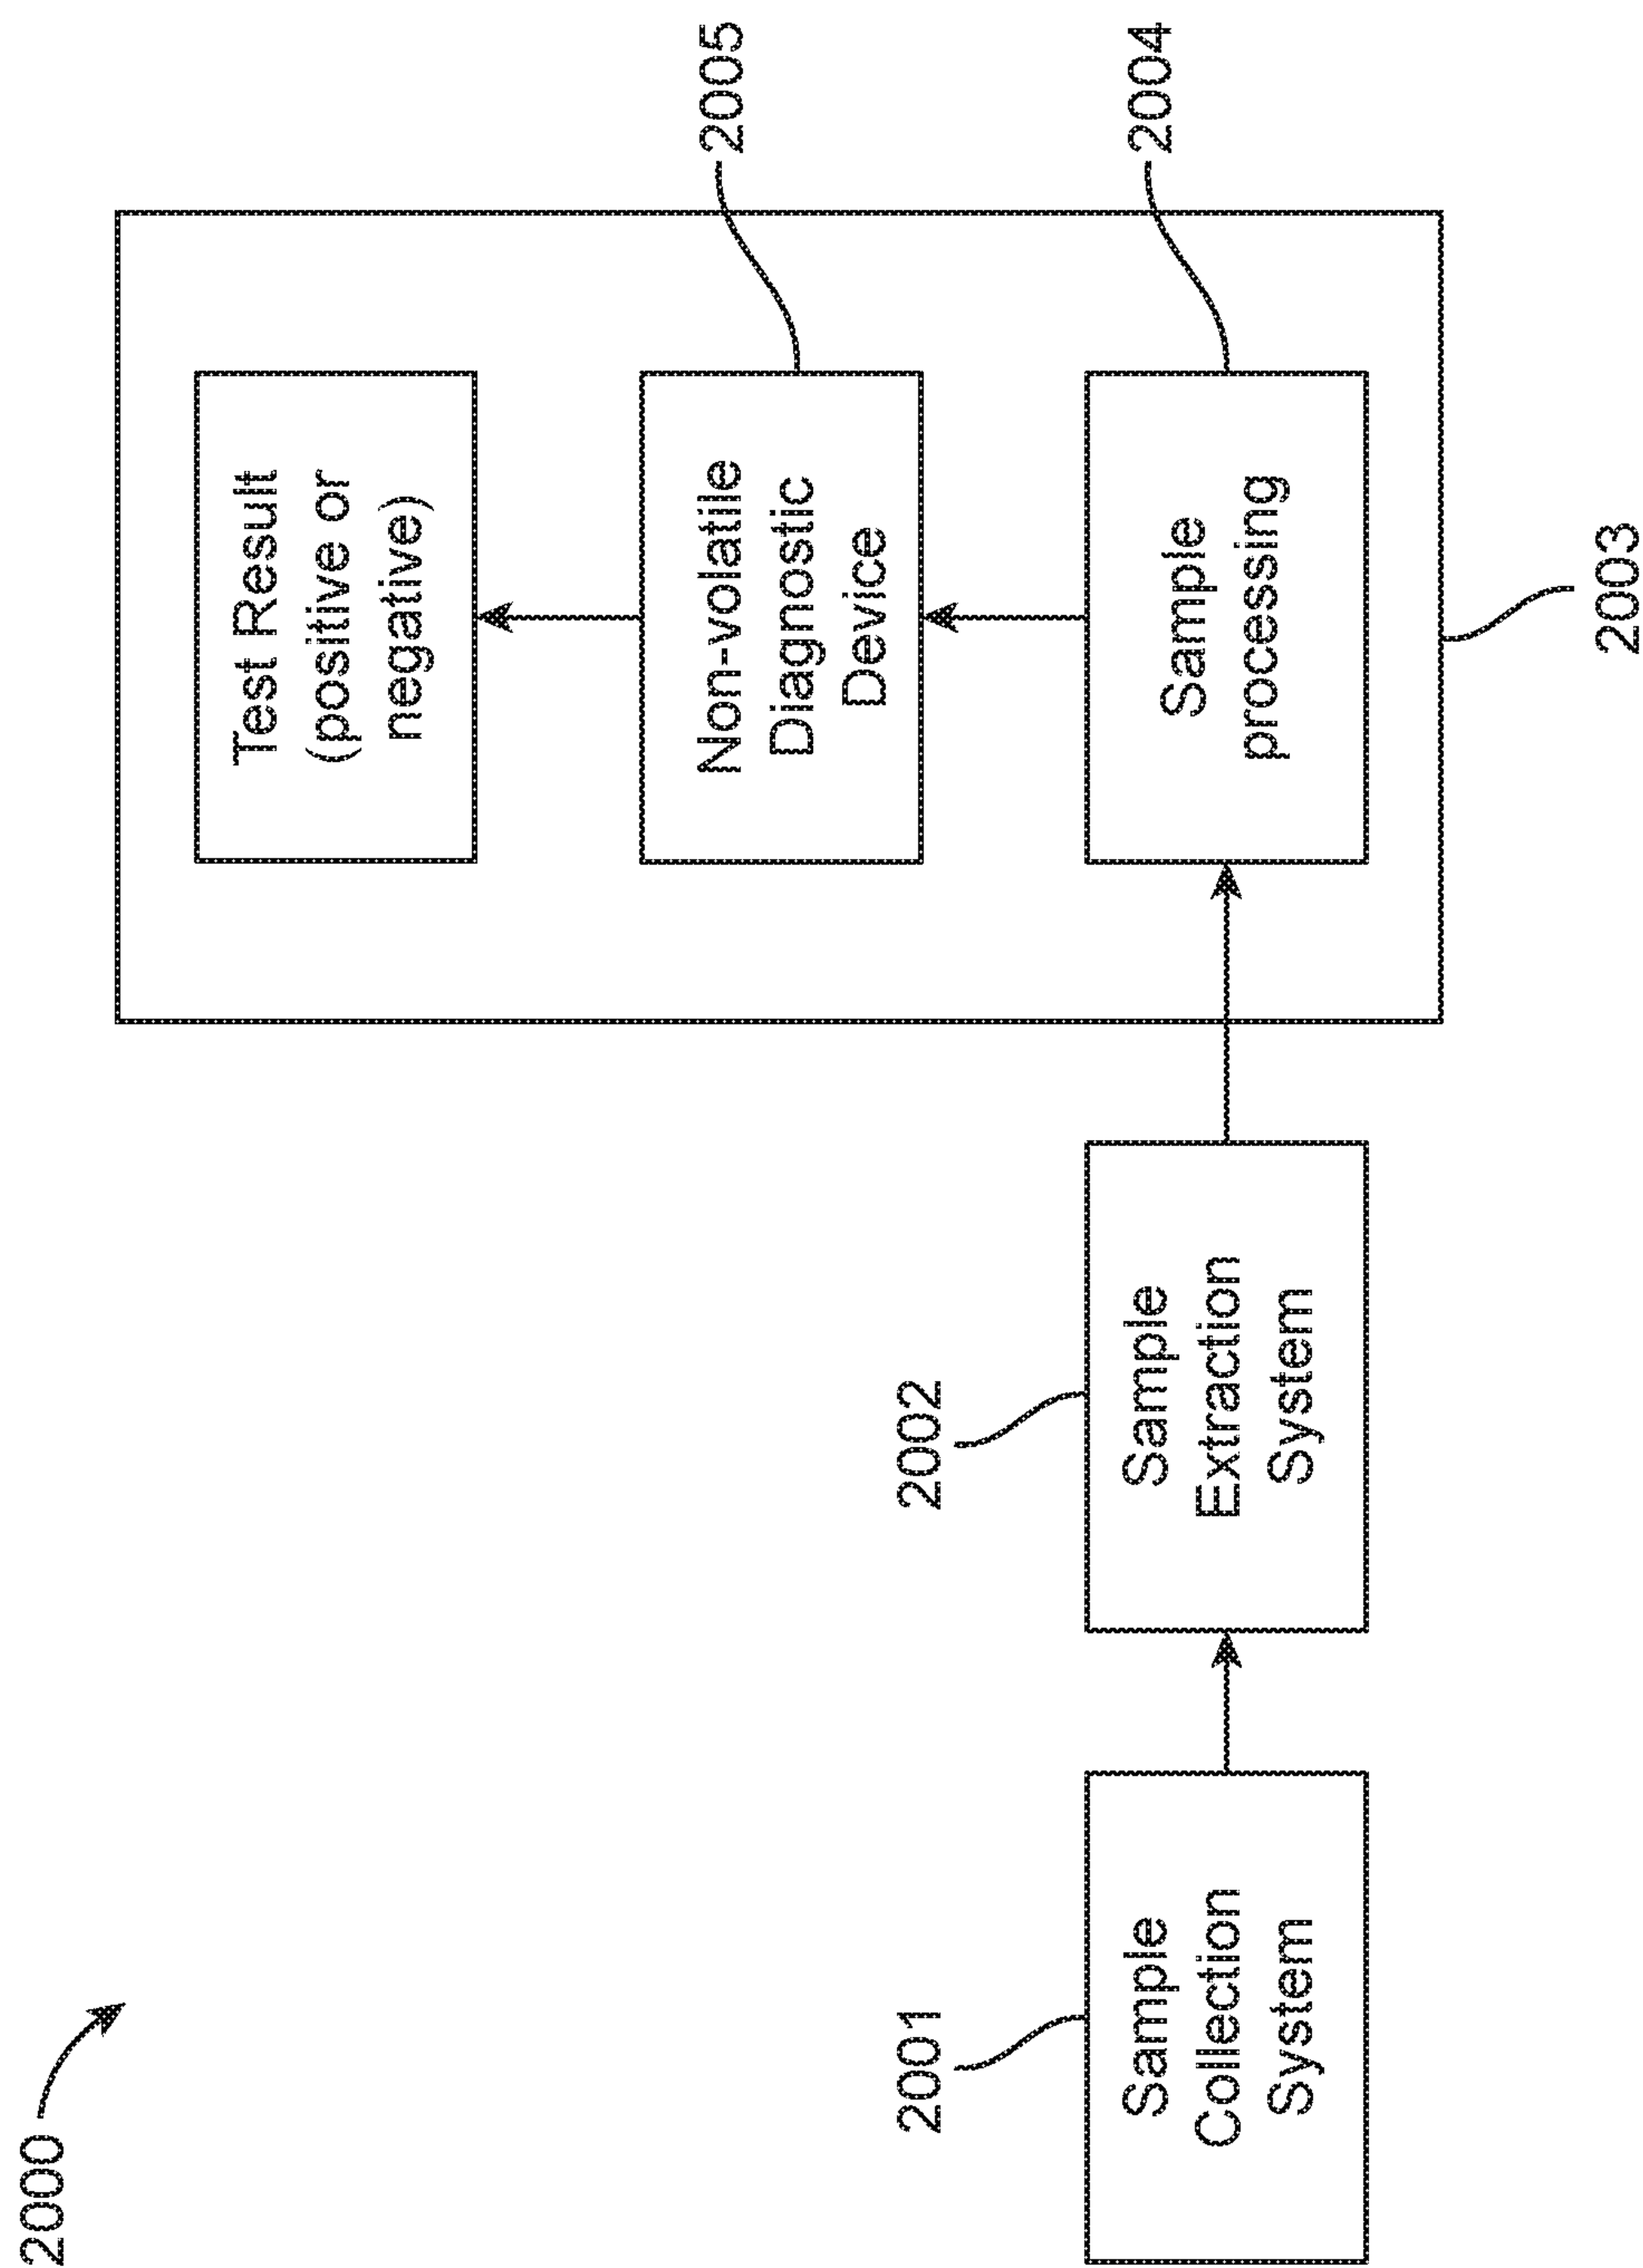 2000
2001
Sample
Collection
System
2002
Sample
Extraction
System
2003
Sample
processing
2004
Non-volatile
Diagnostic
Device
2005
Test Result
(positive or
negative)